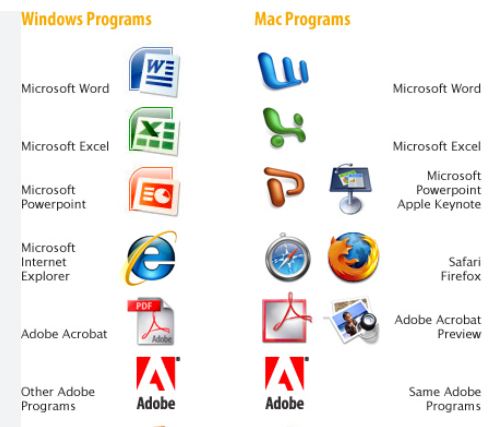 Windows Programs
Mac Programs
Microsoft Word
W
Microsoft Word
Microsoft Excel
X
Microsoft Excel
Microsoft
Powerpoint
Microsoft
Powerpoint
Apple Keynote
Microsoft
Internet
Explorer
Safari
Firefox
Adobe Acrobat
PDF
Adobe
Adobe Acrobat
Preview
Other Adobe
Programs
Adobe
Adobe
Same Adobe
Programs